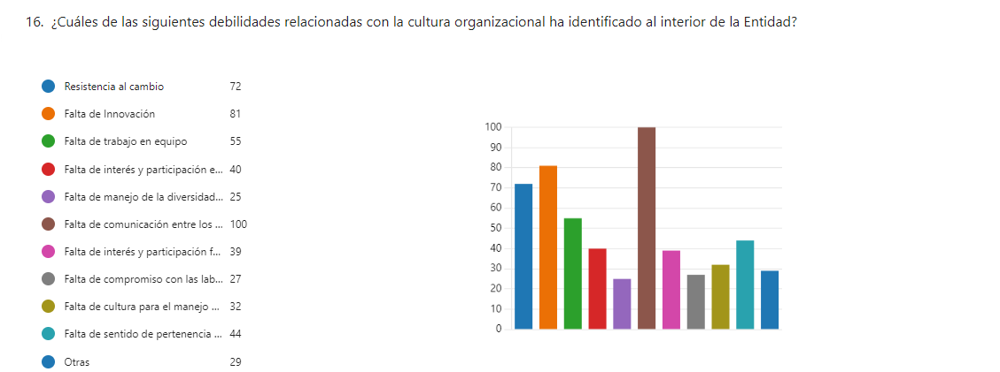 16. ¿Cuáles de las siguientes debilidades relacionadas con la cultura organizacional ha identificado al interior de la Entidad?
Resistencia al cambio 72
Falta de Innovación 81
Falta de trabajo en equipo 55
Falta de interés y participación e... 40
Falta de manejo de la diversidad... 25
Falta de comunicación entre los ... 100
Falta de interés y participación f... 39
Falta de compromiso con las lab... 27
Falta de cultura para el manejo ... 32
Falta de sentido de pertenencia ... 44
Otras 29
100
90
80
70
60
50
40
30
20
10
0